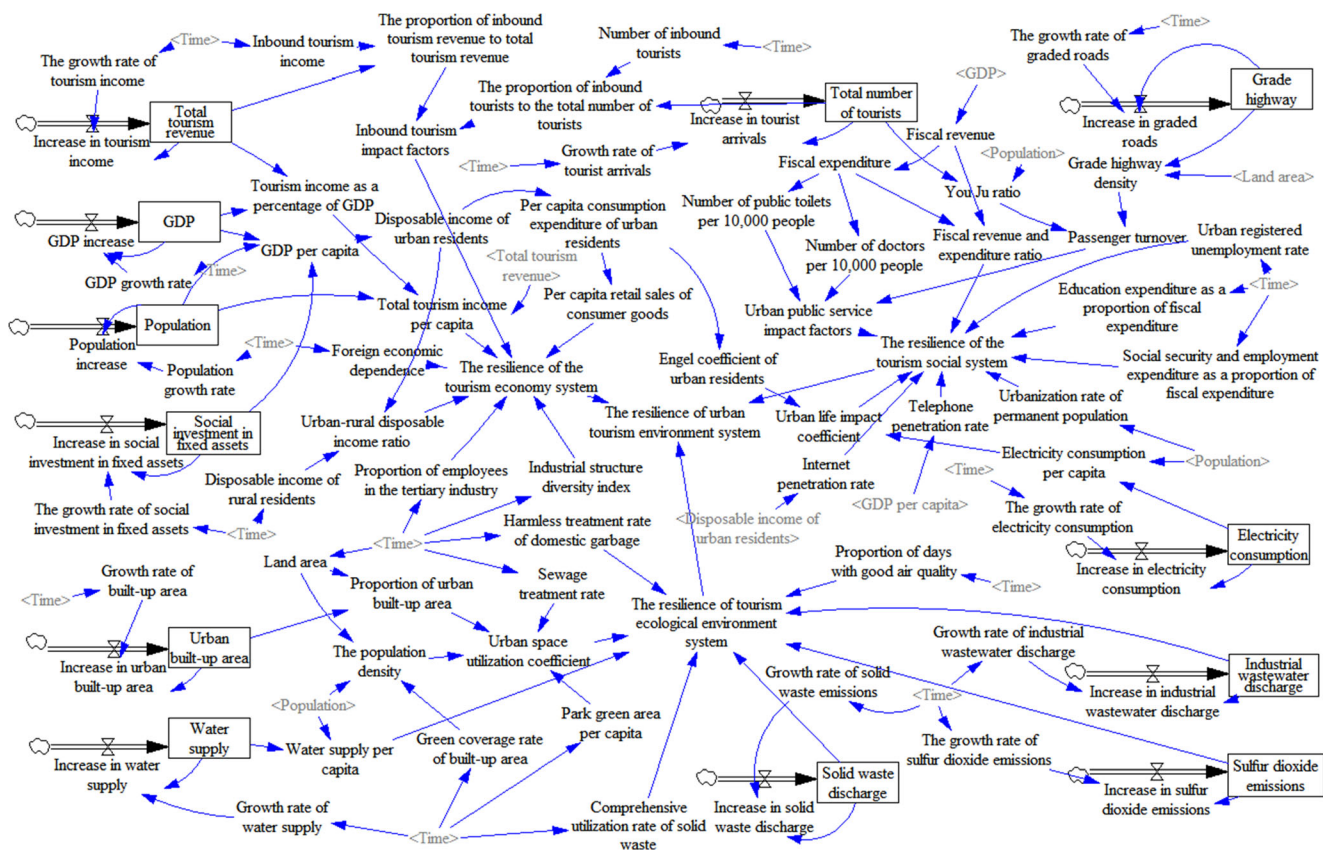 The proportion of inbound
tourism revenue to total
tourism revenue
<Time>
Inbound tourism
income
Number of inbound
tourists
<Time>
The growth rate of
graded roads
<Time>
The growth rate of
tourism income
Total
tourism
revenue
Increase in tourism
income
The proportion of inbound
tourists to the total number of
tourists
Inbound tourism
impact factors
Increase in tourist
arrivals
Total number
of tourists
<GDP>
Grade
highway
Increase in graded
roads
<Time>
Growth rate of
tourist arrivals
Fiscal revenue
Fiscal expenditure
<Population>
Grade highway
density
<Land area>
You Ju ratio
GDP
GDP increase
GDP growth rate
<Time>
Tourism income as a
percentage of GDP
GDP per capita
Disposable income of
urban residents
Per capita consumption
expenditure of urban
residents
<Total tourism
revenue>
Number of public toilets
per 10,000 people
Number of doctors
per 10,000 people
Fiscal revenue and
expenditure ratio
Passenger turnover
Urban registered
unemployment rate
<Time>
Education expenditure as a
proportion of fiscal
expenditure
Population
Population
increase
Population
growth rate
<Time>
Total tourism income
per capita
Per capita retail sales of
consumer goods
Urban public service
impact factors
Foreign economic
dependence
The resilience of the
tourism economy system
Engel coefficient of
urban residents
The resilience of the
tourism social system
Social security and employment
expenditure as a proportion of
fiscal expenditure
Social
investment in
fixed assets
Increase in social
investment in fixed assets
The growth rate of social
investment in fixed assets
<Time>
Urban-rural disposable
income ratio
Disposable income of
rural residents
The resilience of urban
tourism environment system
Urban life impact
coefficient
Telephone
penetration rate
Urbanization rate of
permanent population
Proportion of employees
in the tertiary industry
Industrial structure
diversity index
Internet
penetration rate
Electricity consumption
per capita
<Population>
<Time>
<GDP per capita>
<Disposable income of
urban residents>
The growth rate of
electricity consumption
Electricity
consumption
Increase in electricity
consumption
<Time>
Harmless treatment rate
of domestic garbage
Land area
Sewage
treatment rate
Proportion of days
with good air quality
<Time>
Growth rate of
built-up area
<Time>
Urban
built-up area
Increase in urban
built-up area
Proportion of urban
built-up area
Urban space
utilization coefficient
The population
density
<Population>
The resilience of tourism
ecological environment
system
Growth rate of industrial
wastewater discharge
Industrial
wastewater
discharge
Increase in industrial
wastewater discharge
Growth rate of solid
waste emissions
<Time>
Park green area
per capita
Water
supply
Increase in water
supply
Water supply per
capita
Green coverage rate
of built-up area
The growth rate of
sulfur dioxide emissions
Sulfur dioxide
emissions
Increase in sulfur
dioxide emissions
Solid waste
discharge
Increase in solid
waste discharge
Growth rate of
water supply
<Time>
Comprehensive
utilization rate of solid
waste